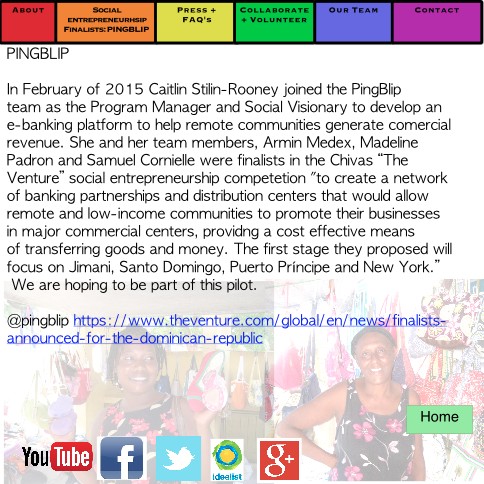 About
Social entrepreneurhsip Finalists: PINGBLIP
Press + FAQ's
Collaborate + Volunteer
Our Team
Contact
PINGBLIP
In February of 2015 Caitlin Stilin-Rooney joined the PingBlip
team as the Program Manager and Social Visionary to develop an
e-banking platform to help remote communities generate comercial
revenue. She and her team members, Armin Medex, Madeline
Padron and Samuel Cornielle were finalists in the Chivas “The
Venture” social entrepreneurship competetion "to create a network
of banking partnerships and distribution centers that would allow
remote and low-income communities to promote their businesses
in major commercial centers, providng a cost effective means
of transferring goods and money. The first stage they proposed will
focus on Jimani, Santo Domingo, Puerto Príncipe and New York.”
We are hoping to be part of this pilot.
@pingblip https://www.theventure.com/global/en/news/finalists-
announced-for-the-dominican-republic
Home
YouTube
f
idealist
g+